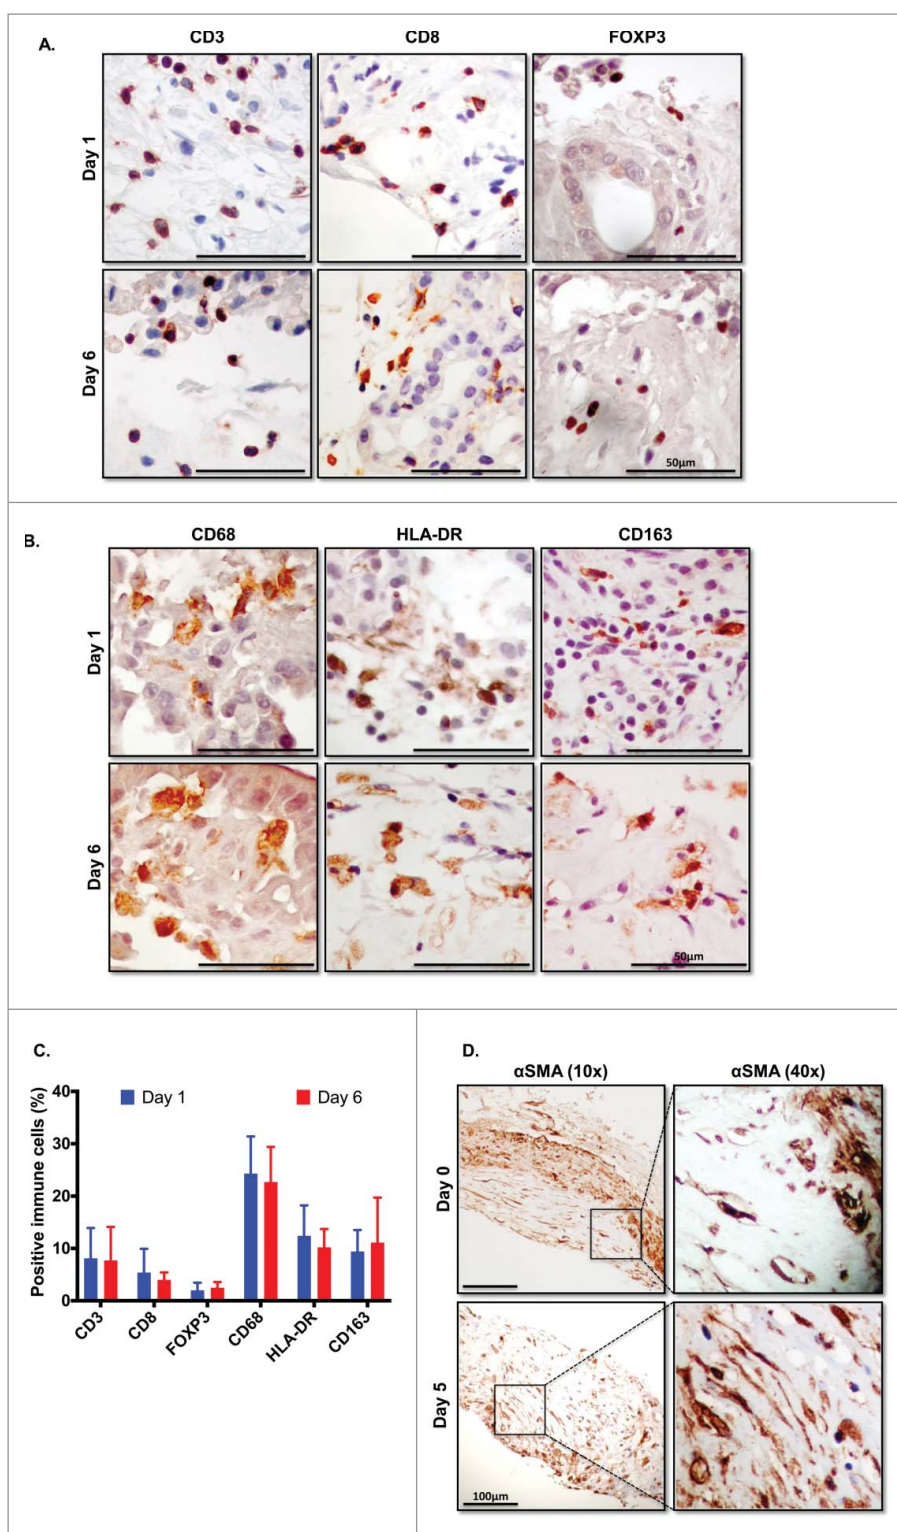 A.
CD3 CD8 FOXP3
Day 1
Day 6
50µm
B.
CD68 HLA-DR CD163
Day 1
Day 6
50µm
C.
Positive immune cells (%)
40
30
20
10
0
Day 1 Day 6
CD3 CD8 FOXP3 CD68 HLA-DR CD163
D.
αSMA (10x) αSMA (40x)
Day 0
Day 5
100µm